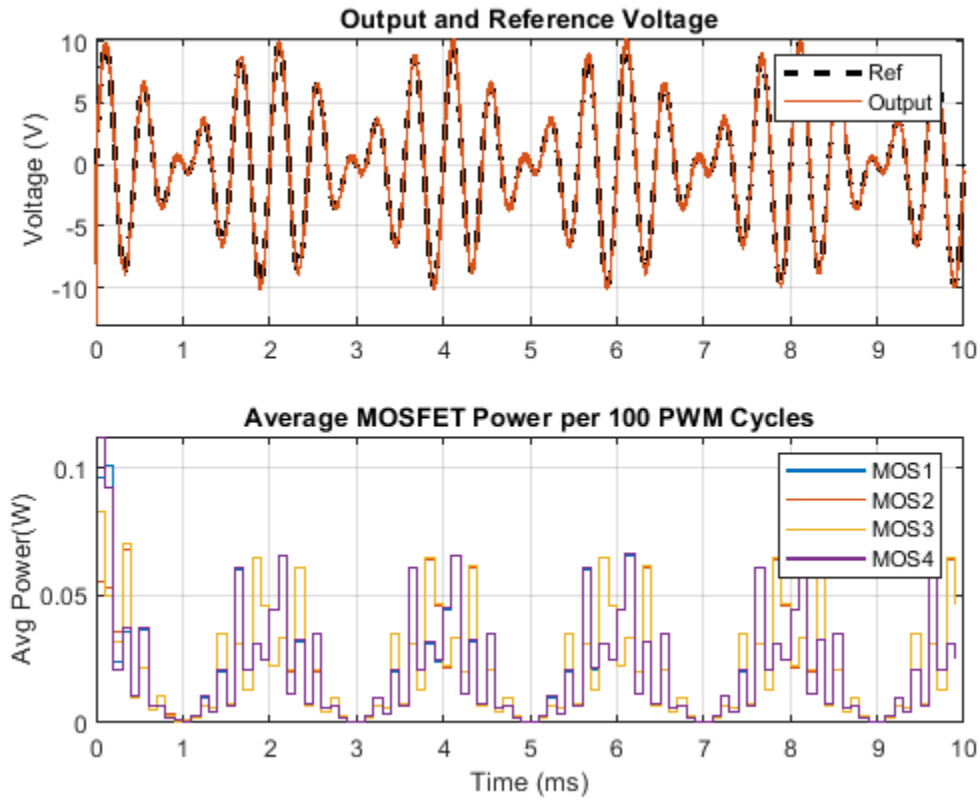 Output and Reference Voltage
Voltage (V)
10
5
0
-5
-10
Ref
Output
0 1 2 3 4 5 6 7 8 9 10
Average MOSFET Power per 100 PWM Cycles
Avg Power(W)
0.1
0.05
0
MOS1
MOS2
MOS3
MOS4
0 1 2 3 4 5 6 7 8 9 10
Time (ms)